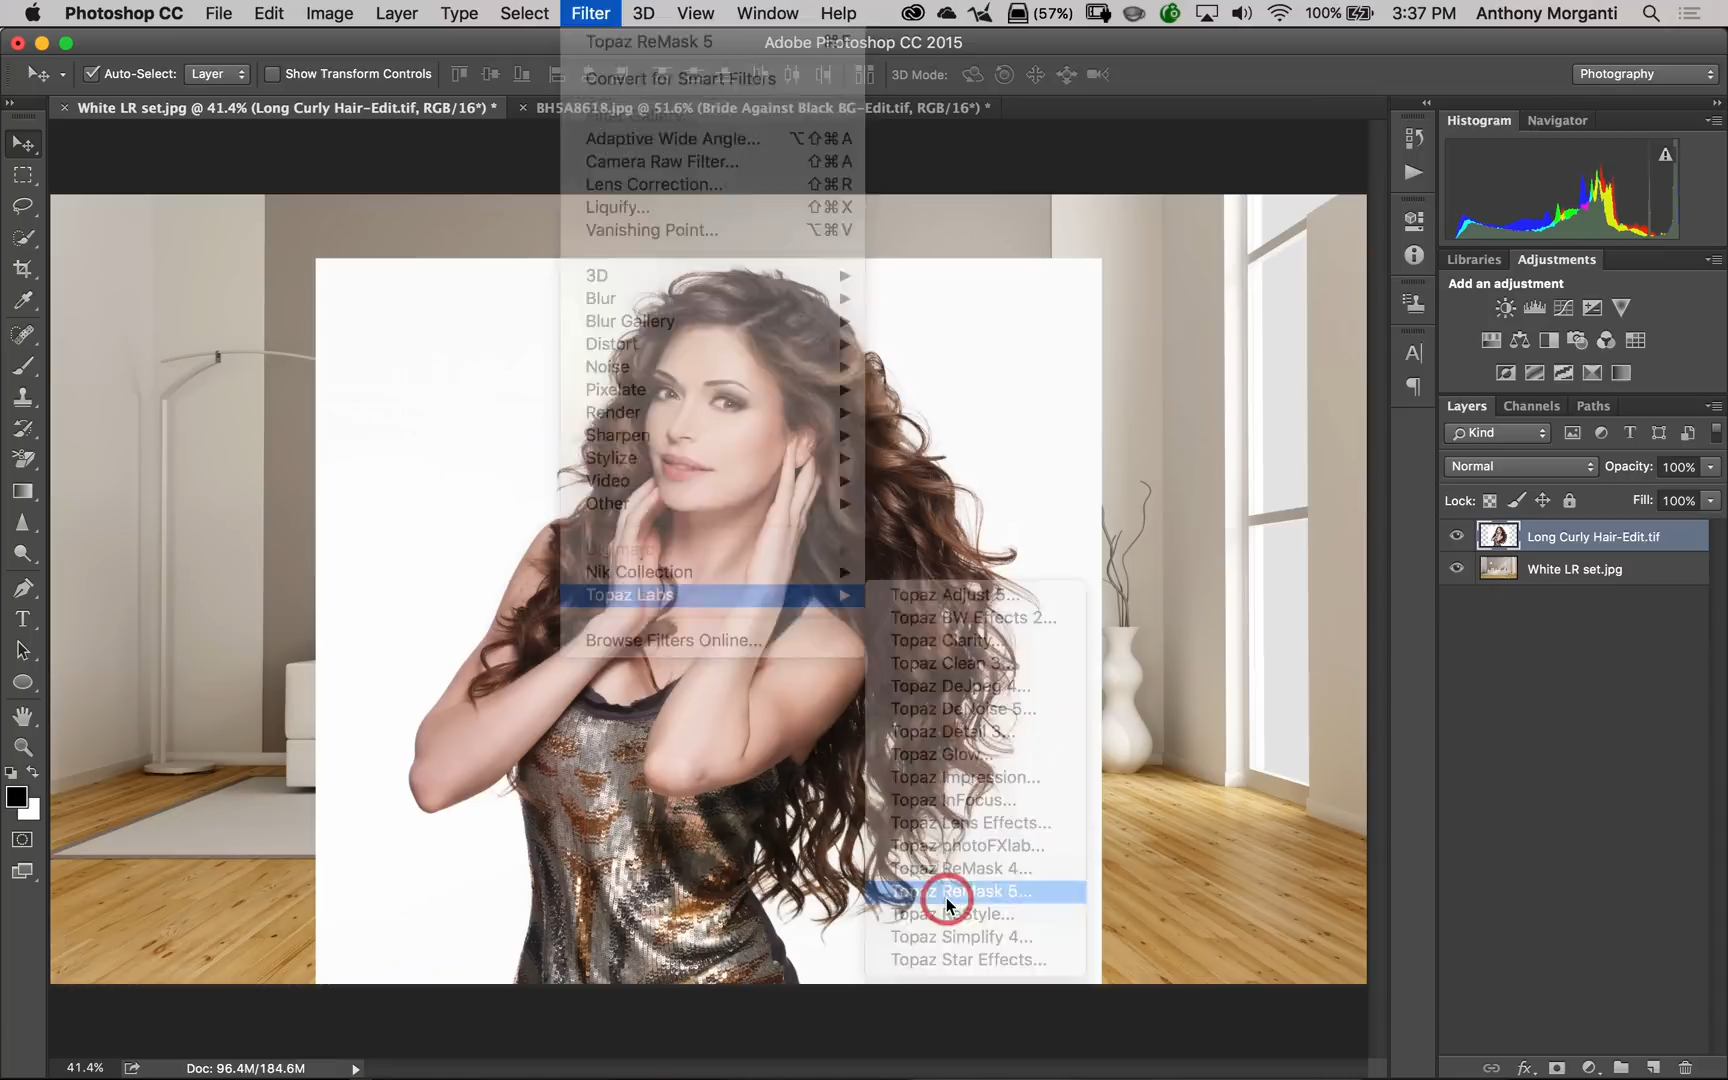 Photoshop CC File Edit Image Layer Type Select Filter 3D View Window Help (57%) 100% 3:37 PM Anthony Morganti
Topaz ReMask 5 Adobe Photoshop CC 2015
Auto-Select: Layer Show Transform Controls 3D Mode: Photography
Convert for Smart Filters
White LR set.jpg @ 41.4% (Long Curly Hair-Edit.tif, RGB/16*) * BH5A8618.jpg @ 51.6% (Bride Against Black BG-Edit.tif, RGB/16*) *
Adaptive Wide Angle... ⌥⇧⌘A
Camera Raw Filter... ⇧⌘A
Lens Correction... ⇧⌘R
Liquify... ⇧⌘X
Vanishing Point... ⌥⌘V
3D
Blur
Blur Gallery
Distort
Noise
Pixelate
Render
Sharpen
Stylize
Video
Other
Nik Collection
Topaz Labs
Browse Filters Online...
Topaz Adjust 5...
Topaz BW Effects 2...
Topaz Clarity...
Topaz Clean 3...
Topaz DeJpeg 4...
Topaz DeNoise 5...
Topaz Detail 3...
Topaz Glow...
Topaz Impression...
Topaz InFocus...
Topaz Lens Effects...
Topaz photoFXlab...
Topaz ReMask 4...
Topaz ReMask 5...
Topaz ReStyle...
Topaz Simplify 4...
Topaz Star Effects...
Histogram Navigator
Libraries Adjustments
Add an adjustment
Layers Channels Paths
Kind
Normal Opacity: 100%
Lock: Fill: 100%
Long Curly Hair-Edit.tif
White LR set.jpg
41.4% Doc: 96.4M/184.6M